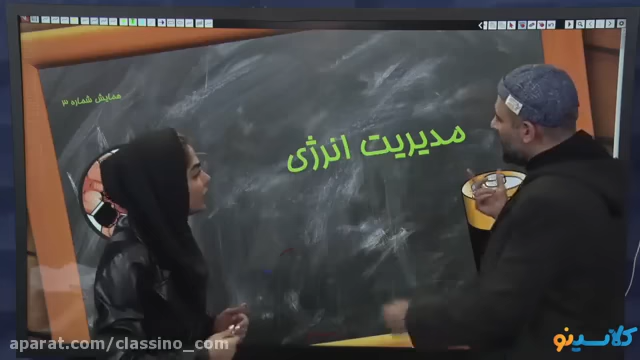 همایش شماره ۳
مدیریت انرژی
کلاسینو
aparat.com/classino_com